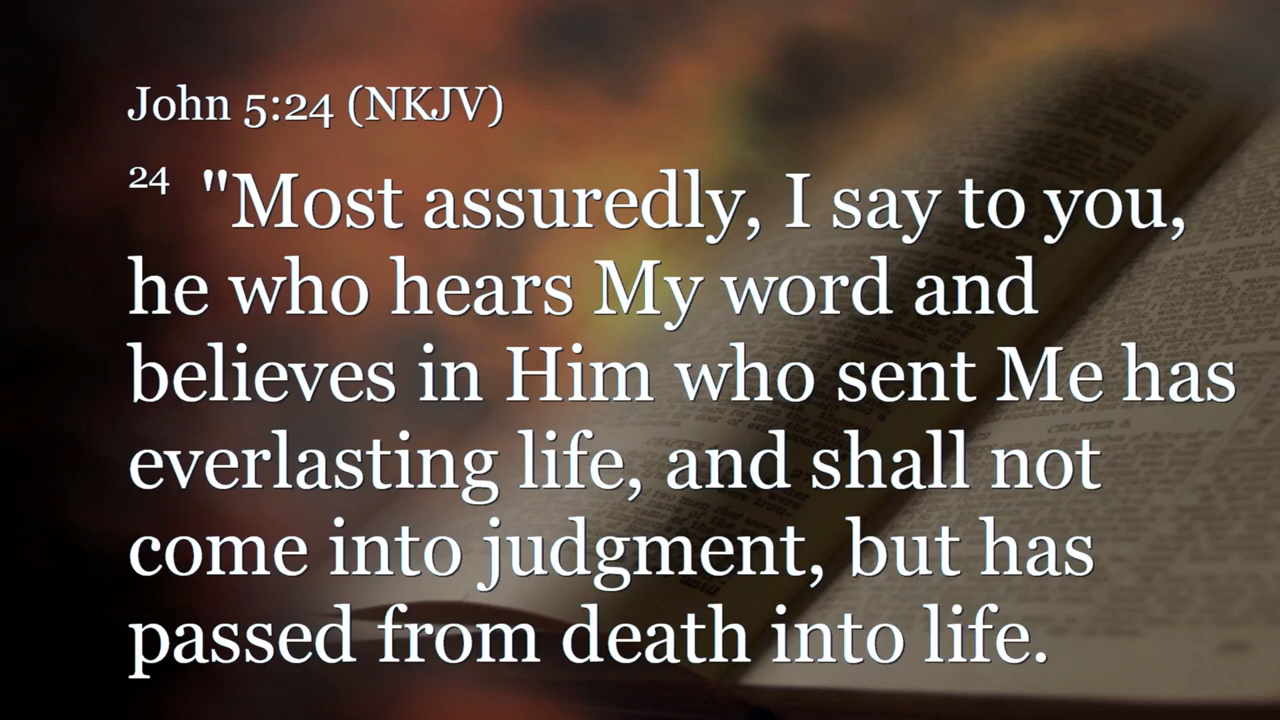 John 5:24 (NKJV)
24 "Most assuredly, I say to you,
he who hears My word and
believes in Him who sent Me has
everlasting life, and shall not
come into judgment, but has
passed from death into life.